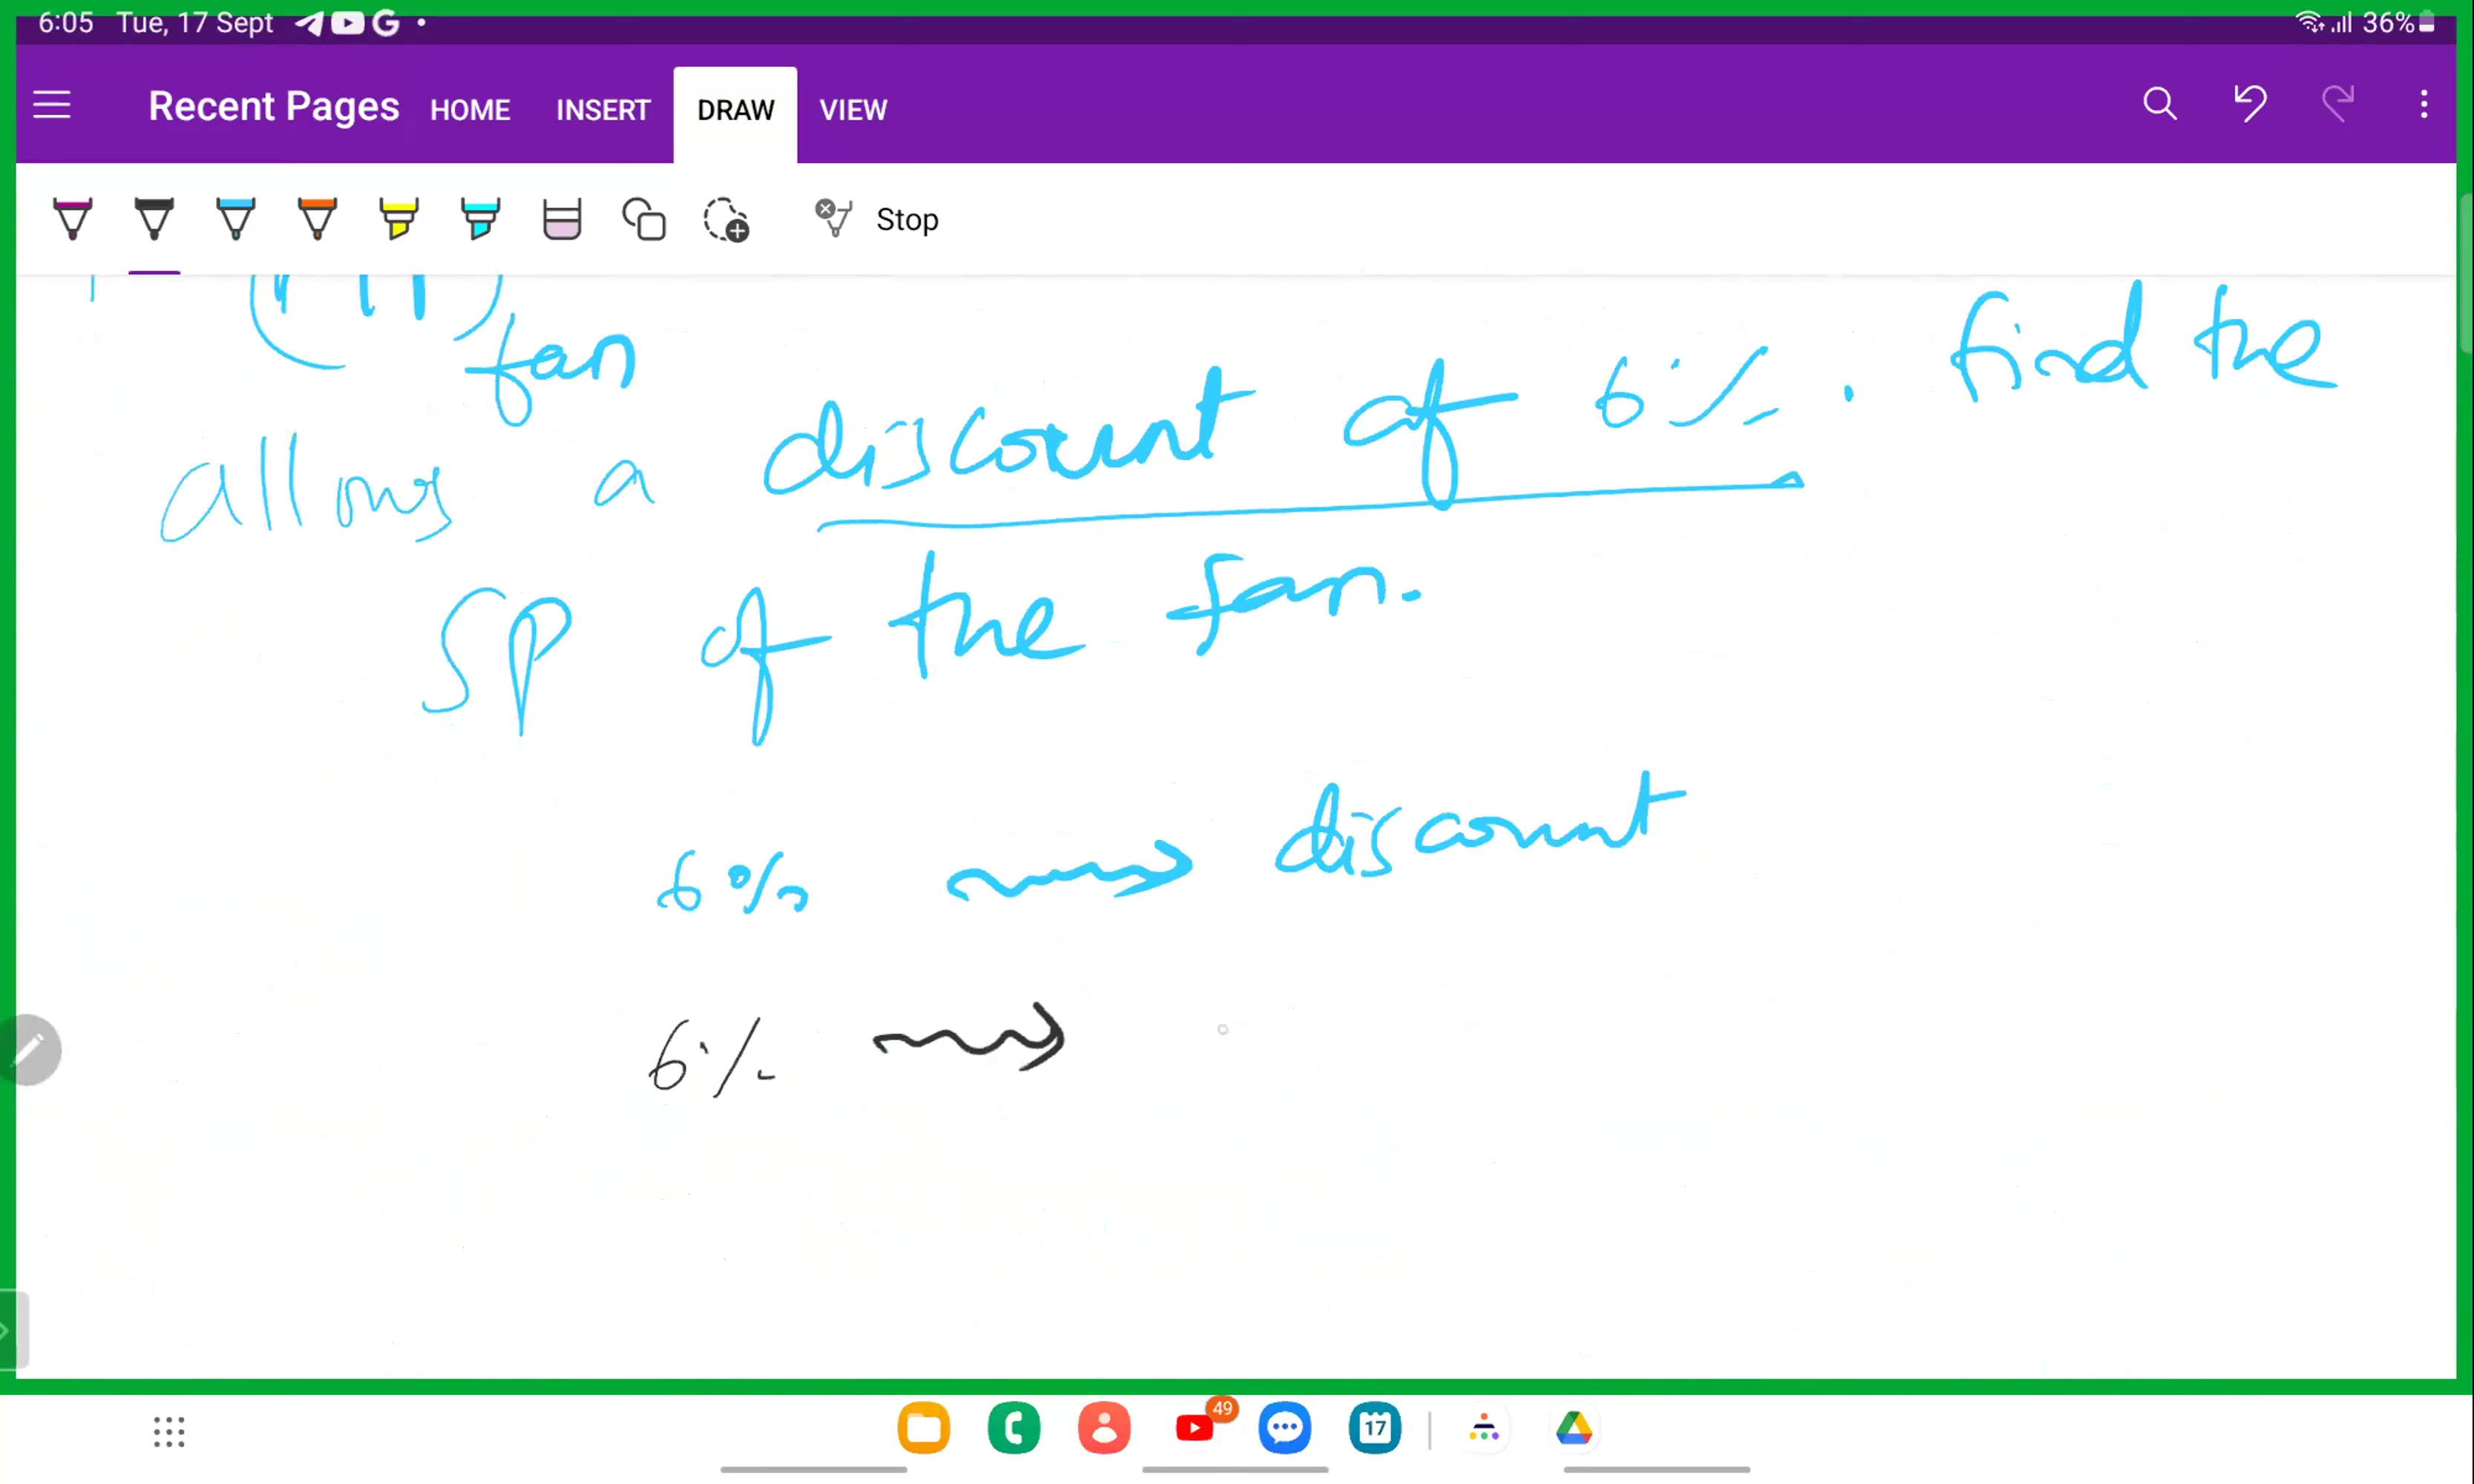 6:05 Tue, 17 Sept 36%
Recent Pages HOME INSERT DRAW VIEW
Stop
fan
allows a discount of 6%. find the
SP of the fan.
6% discount
6%
49
17